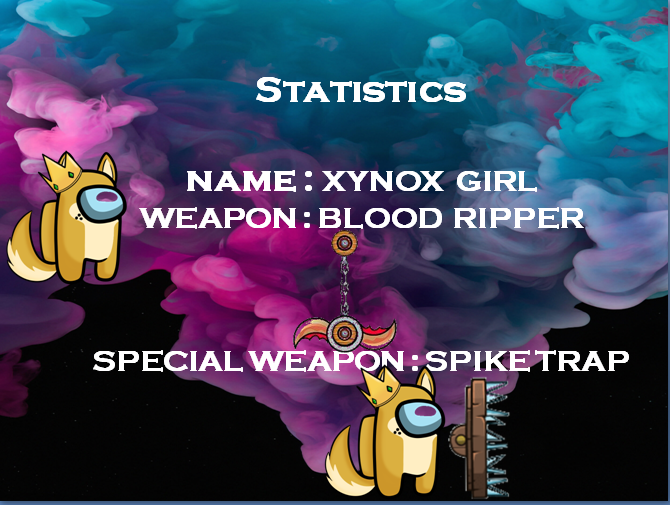 Statistics
NAME: XYNOX GIRL
WEAPON: BLOOD RIPPER
SPECIAL WEAPON: SPIKE TRAP